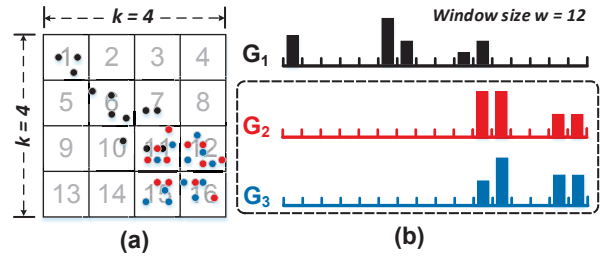 k = 4
Window size w = 12
k = 4
1 2 3 4
5 6 7 8
9 10 11 12
13 14 15 16
G1
G2
G3
(a)
(b)